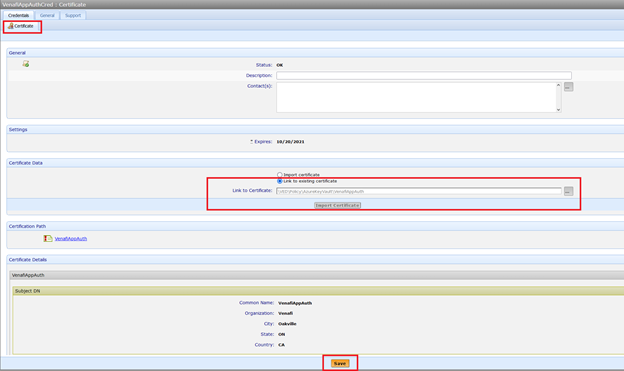 VenafiAppAuthCred : Certificate
Credentials General Support
Certificate
General
Status: OK
Description:
Contact(s):
...
Settings
* Expires: 10/20/2021
Certificate Data
Import certificate
Link to existing certificate
Link to Certificate: \VED\Policy\AzureKeyVault\VenafiAppAuth ...
Import Certificate
Certification Path
VenafiAppAuth
Certificate Details
VenafiAppAuth
Subject DN
Common Name: VenafiAppAuth
Organization: Venafi
City: Oakville
State: ON
Country: CA
Save